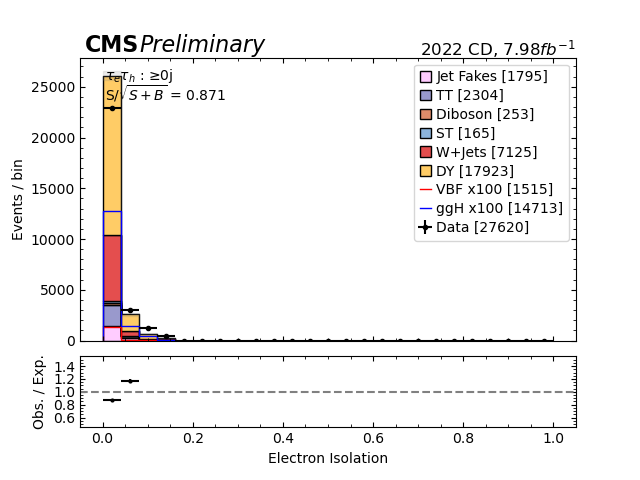 CMS Preliminary
2022 CD, 7.98fb⁻¹
τₑτₕ : ≥0j
S/√S + B = 0.871
Jet Fakes [1795]
TT [2304]
Diboson [253]
ST [165]
W+Jets [7125]
DY [17923]
VBF x100 [1515]
ggH x100 [14713]
Data [27620]
Events / bin
25000
20000
15000
10000
5000
0
Obs. / Exp.
1.4
1.2
1.0
0.8
0.6
0.0 0.2 0.4 0.6 0.8 1.0
Electron Isolation